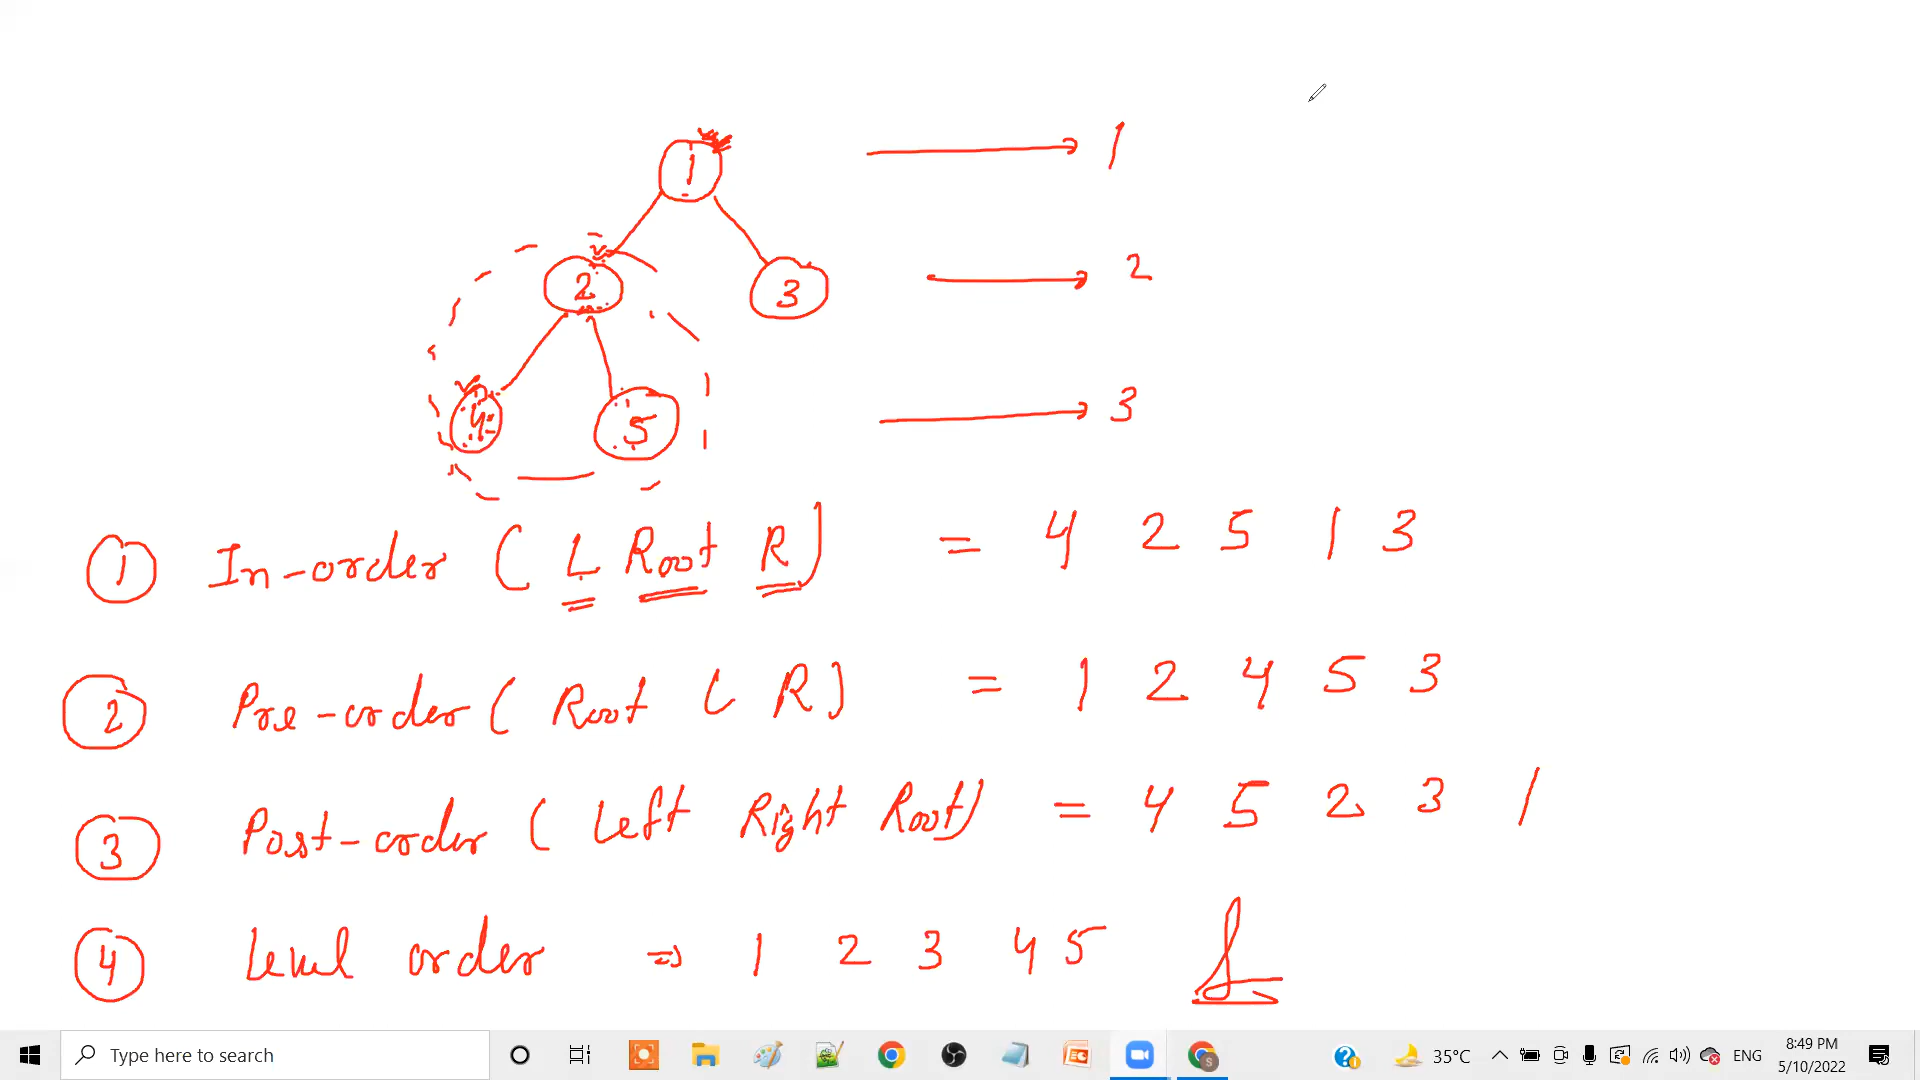 1 → 1
2 3 → 2
4 5 → 3
① In-order ( L Root R ) = 4 2 5 1 3
② Pre-order ( Root L R ) = 1 2 4 5 3
③ Post-order ( Left Right Root ) = 4 5 2 3 1
④ Level order ⇒ 1 2 3 4 5
Type here to search 35°C ENG 8:49 PM
5/10/2022